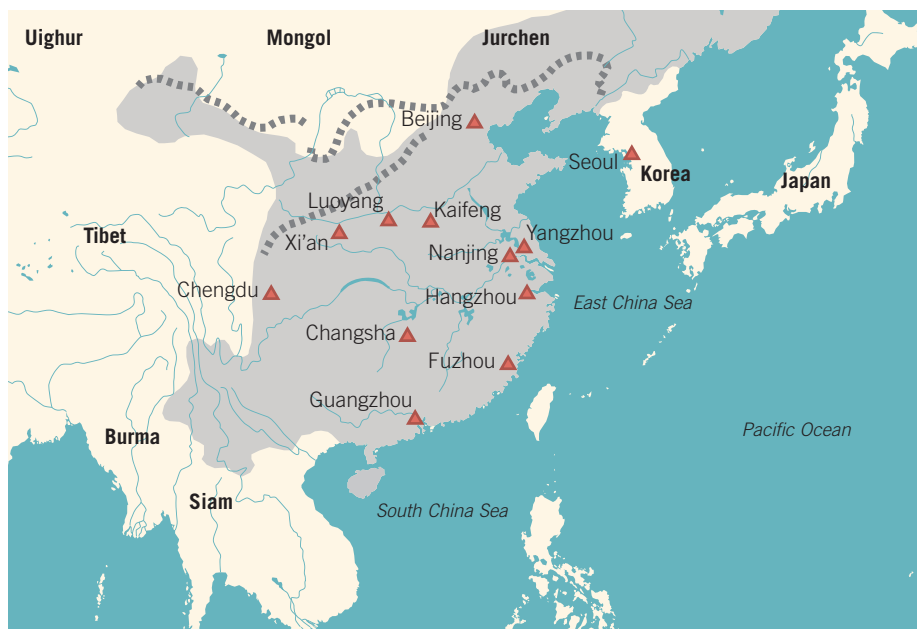 Uighur
Mongol
Jurchen
Beijing
Seoul
Korea
Japan
Luoyang
Kaifeng
Xi’an
Yangzhou
Tibet
Nanjing
Chengdu
Hangzhou
East China Sea
Changsha
Fuzhou
Guangzhou
Burma
Pacific Ocean
Siam
South China Sea